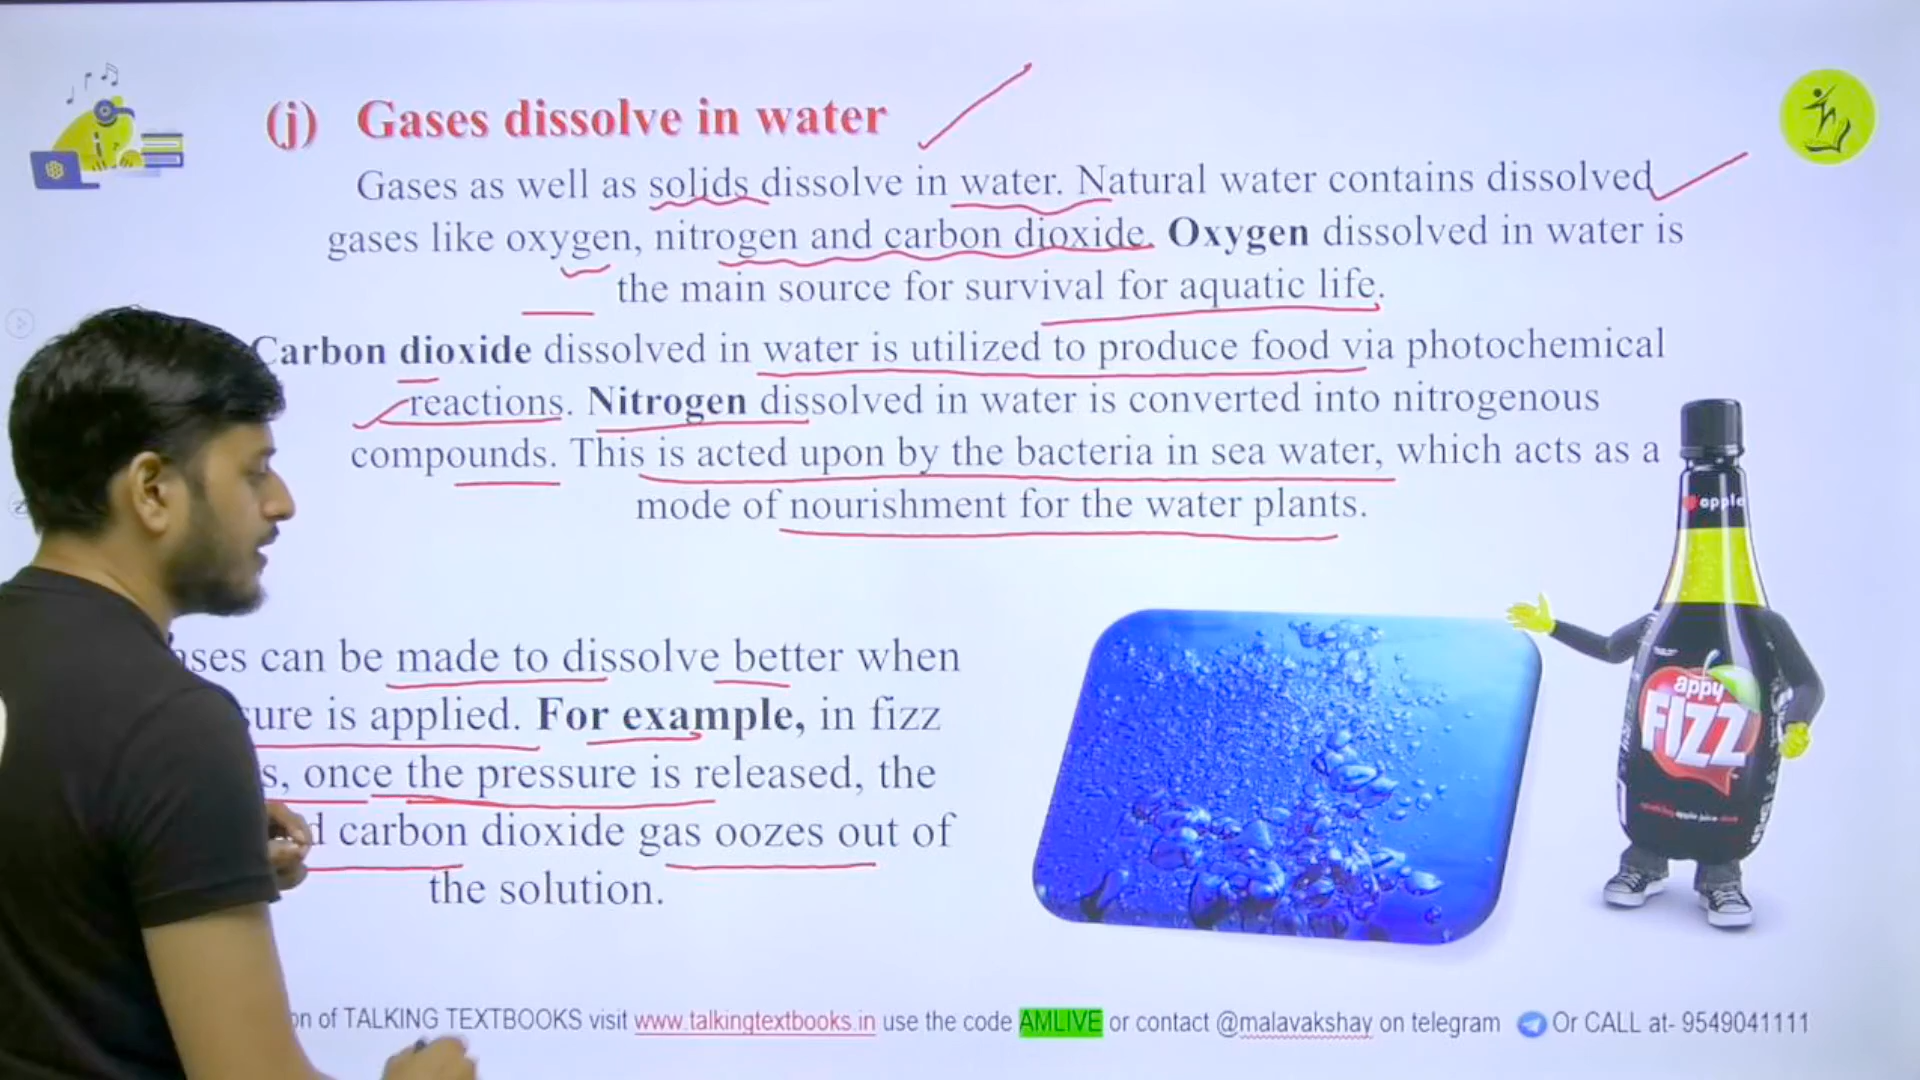 (j) Gases dissolve in water
Gases as well as solids dissolve in water. Natural water contains dissolved
gases like oxygen, nitrogen and carbon dioxide. Oxygen dissolved in water is
the main source for survival for aquatic life.
Carbon dioxide dissolved in water is utilized to produce food via photochemical
reactions. Nitrogen dissolved in water is converted into nitrogenous
compounds. This is acted upon by the bacteria in sea water, which acts as a
mode of nourishment for the water plants.
can be made to dissolve better when
is applied. For example, in fizz
once the pressure is released, the
carbon dioxide gas oozes out of
the solution.
apple
appy
FIZZ
of TALKING TEXTBOOKS visit www.talkingtextbooks.in use the code AMLIVE or contact @malavakshay on telegram Or CALL at- 9549041111